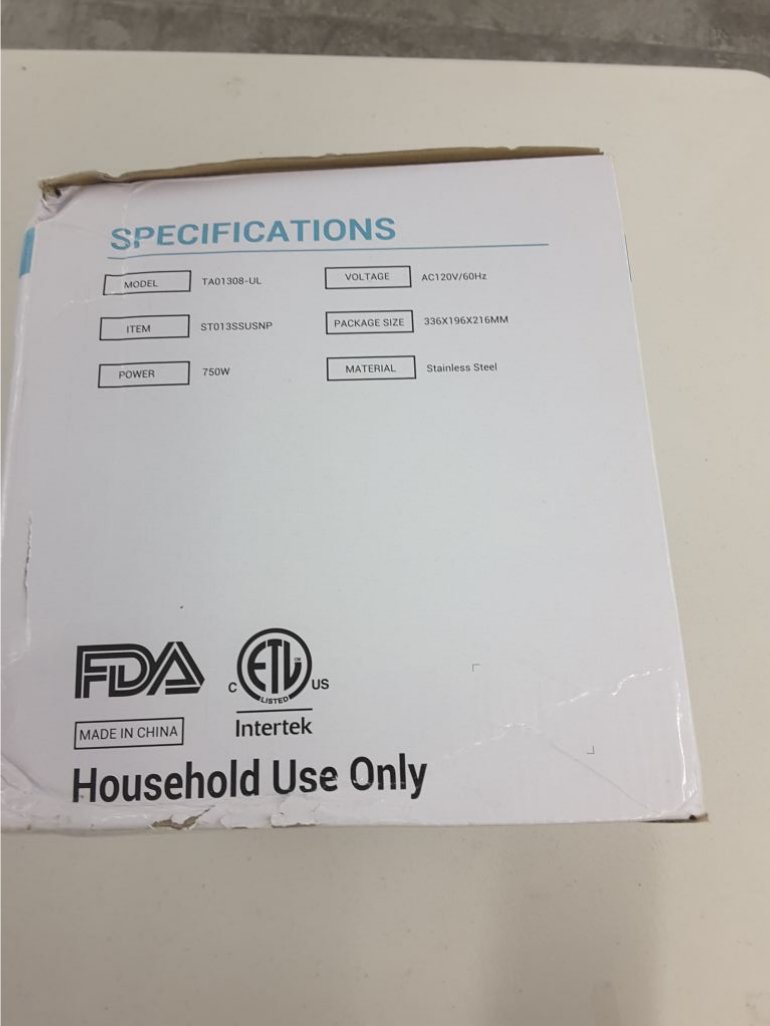 SPECIFICATIONS
MODEL TA01308-UL VOLTAGE AC120V/60Hz
ITEM ST013SSUSNP PACKAGE SIZE 336X196X216MM
POWER 750W MATERIAL Stainless Steel
FDA C ETL US
LISTED
MADE IN CHINA Intertek
Household Use Only